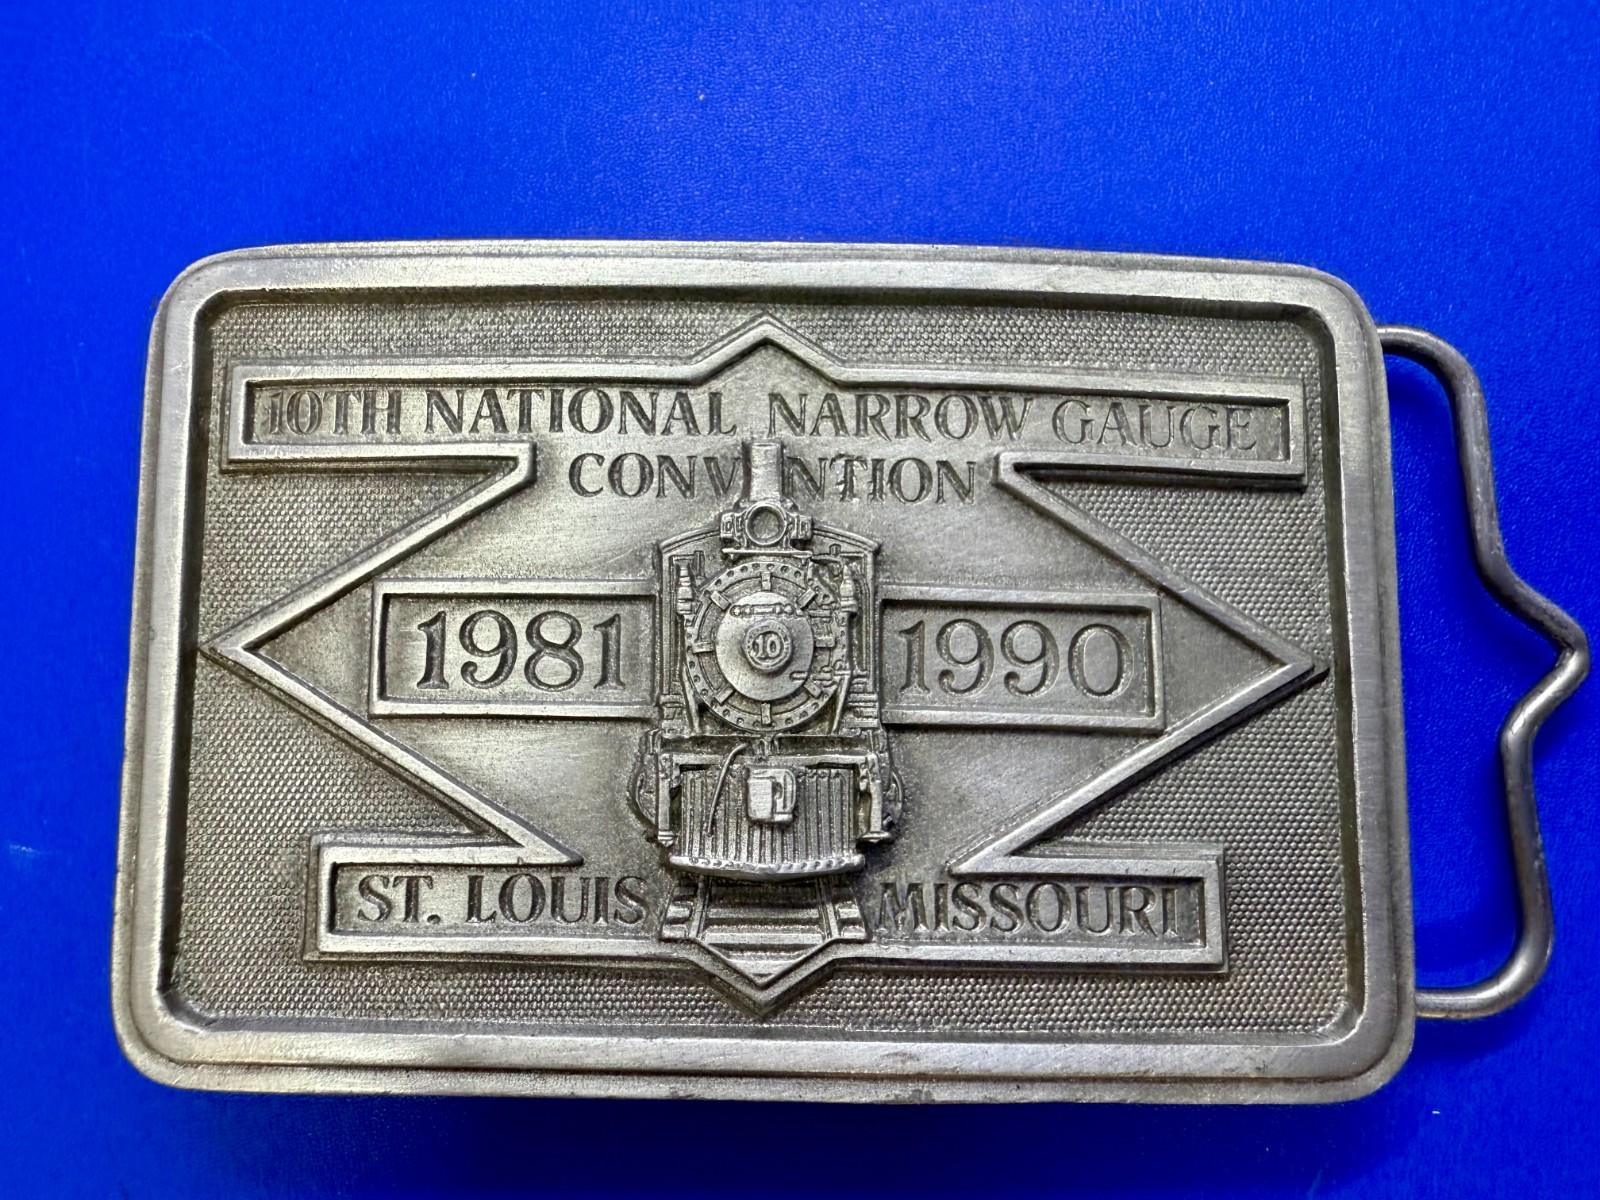 10TH NATIONAL NARROW GAUGE
CONVENTION
1981 1990
10
ST. LOUIS MISSOURI